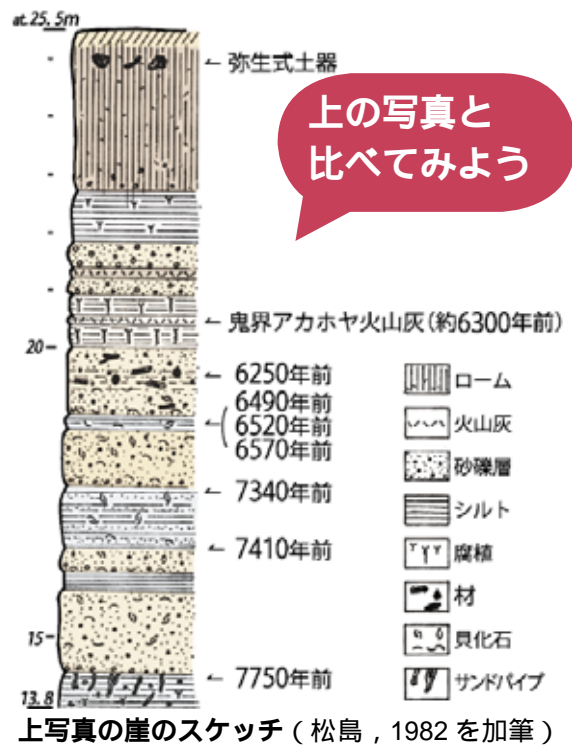 alt.25.5m
弥生式土器
上の写真と
比べてみよう
鬼界アカホヤ火山灰（約6300年前）
20
6250年前
6490年前
6520年前
6570年前
7340年前
7410年前
15
7750年前
13.8
ローム
火山灰
砂礫層
シルト
腐植
材
貝化石
サンドパイプ
上写真の崖のスケッチ（松島，1982を加筆）